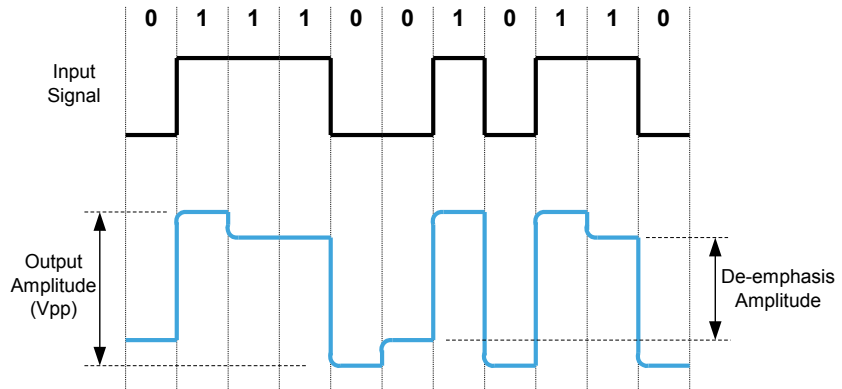 0 1 1 1 0 0 1 0 1 1 0
Input
Signal
Output
Amplitude
(Vpp)
De-emphasis
Amplitude